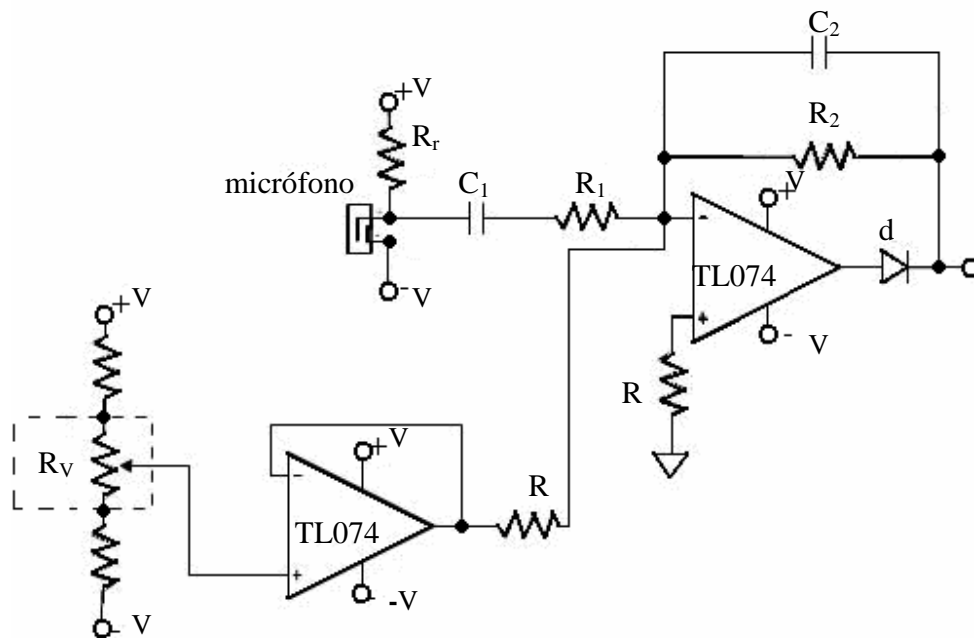 C₂
+V
Rᵣ
R₂
micrófono
C₁
R₁
+V
-
d
TL074
-V
+V
+
- V
R
+V
-
R
Rᵥ
TL074
+
- -V
- V